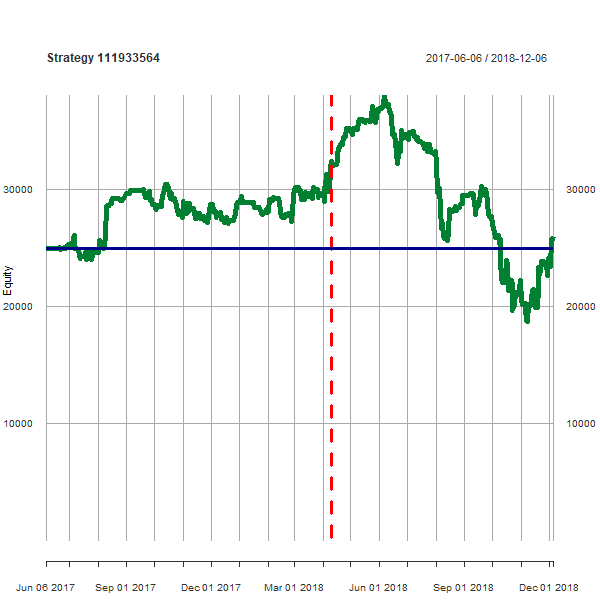 Strategy 111933564 2017-06-06 / 2018-12-06
30000 30000
Equity
20000 20000
10000 10000
Jun 06 2017 Sep 01 2017 Dec 01 2017 Mar 01 2018 Jun 01 2018 Sep 01 2018 Dec 01 2018